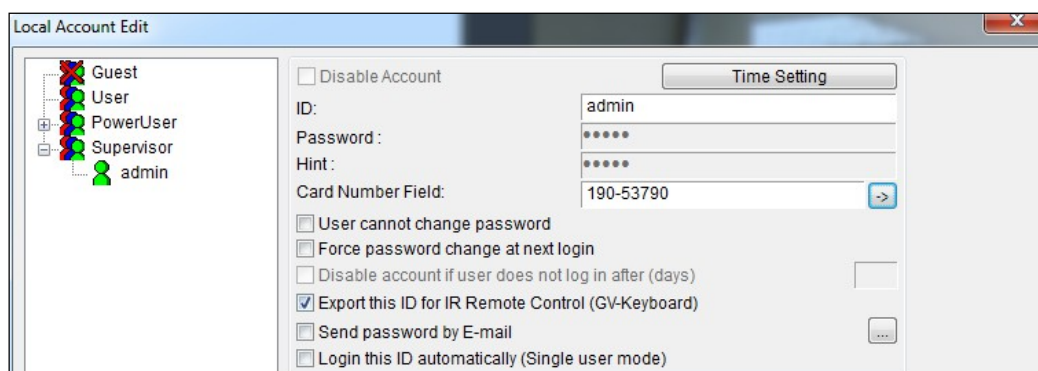 Local Account Edit
Guest
User
PowerUser
Supervisor
admin
Disable Account
Time Setting
ID:
admin
Password :
•••••
Hint :
•••••
Card Number Field:
190-53790
->
User cannot change password
Force password change at next login
Disable account if user does not log in after (days)
Export this ID for IR Remote Control (GV-Keyboard)
Send password by E-mail
...
Login this ID automatically (Single user mode)